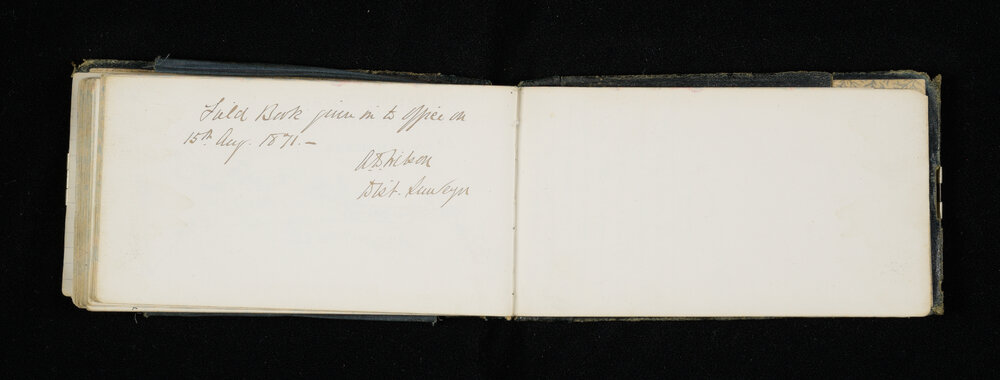 Field Book given in to office on
15th Aug. 1871. —
A.D. Wilson
Dist. Surveyor